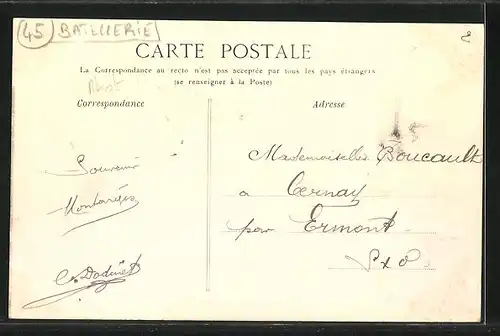 45 BATELLERIE
CARTE POSTALE
La Correspondance au recto n'est pas acceptée par tous les pays étrangers
(se renseigner à la Poste)
Correspondance
Adresse
Souvenir
Montargis
Mademoiselle Boucault
a Cernay
par Ermont
S & O